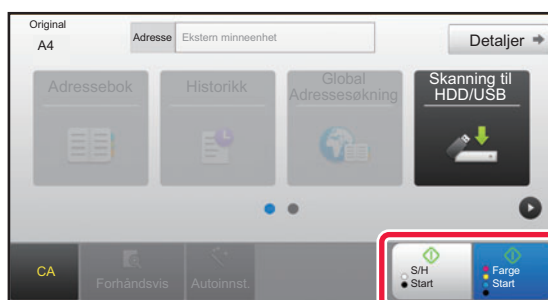 Original
A4
Adresse
Ekstern minneenhet
Detaljer
Adressebok
Historikk
Global
Adressesøkning
Skanning til
HDD/USB
CA
Forhåndsvis
Autoinnst.
S/H
Start
Farge
Start